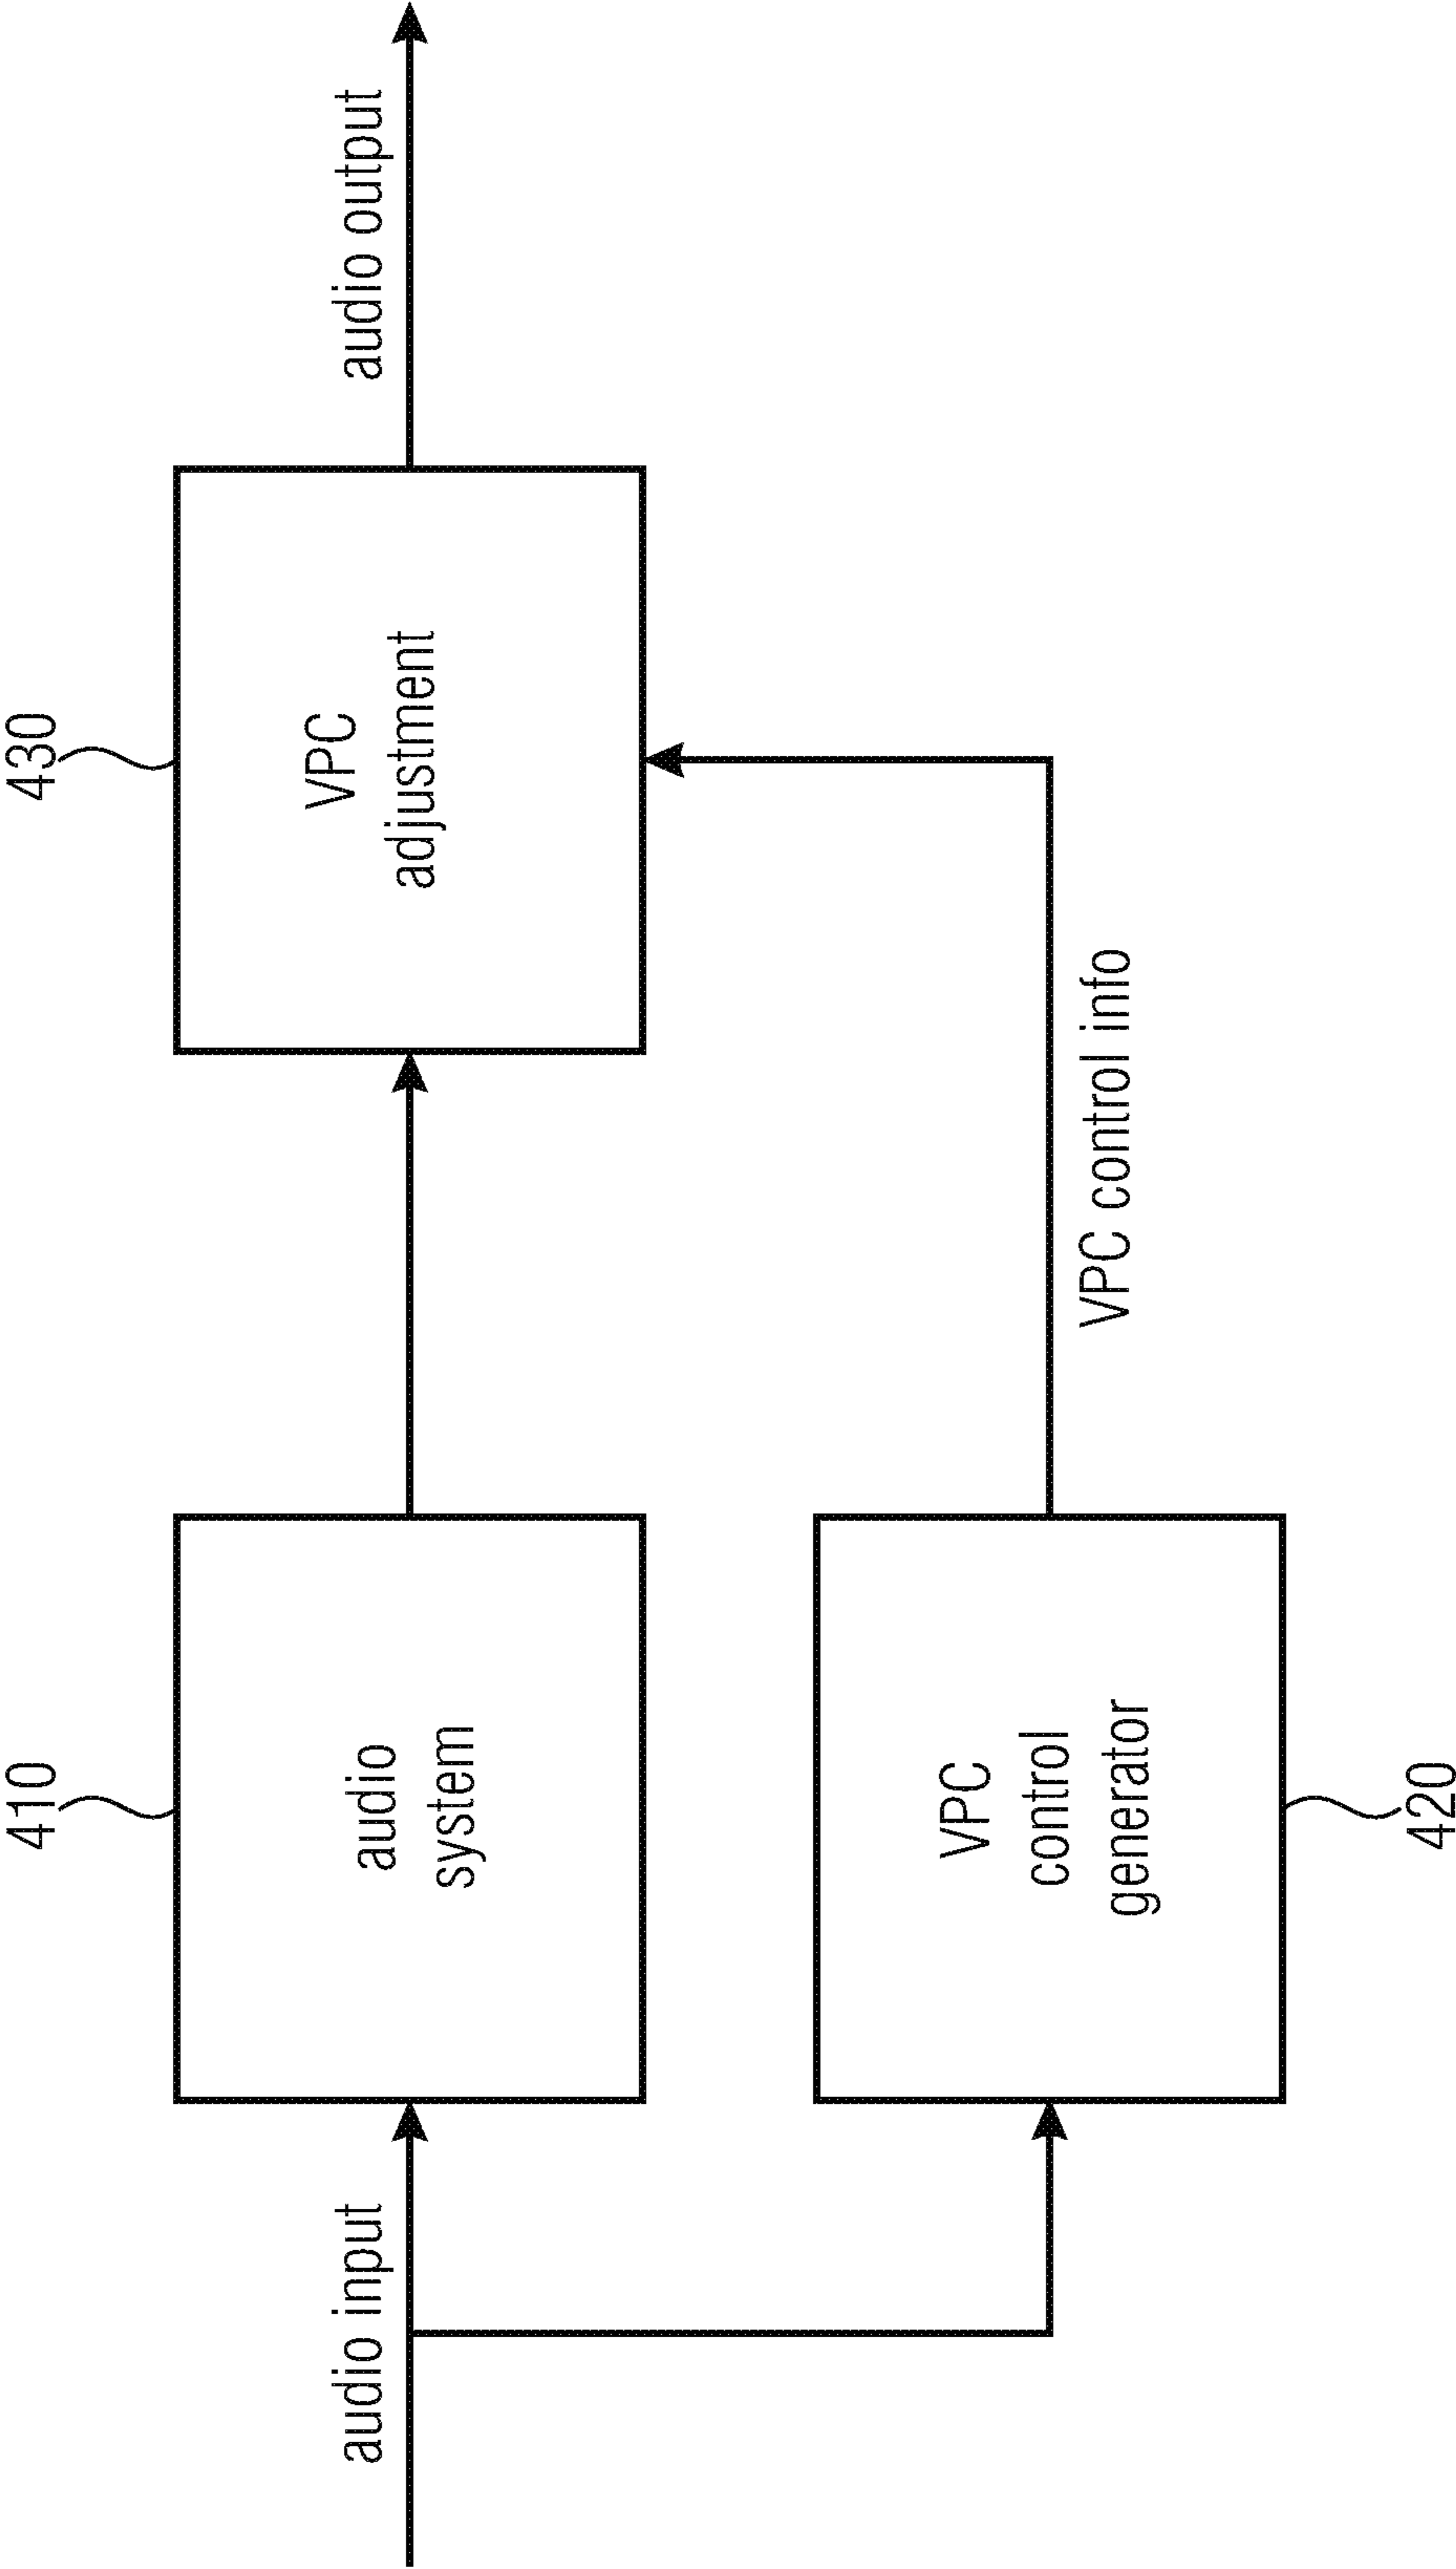 410
430
audio input
audio
system
VPC
adjustment
audio output
VPC
control
generator
VPC control info
420